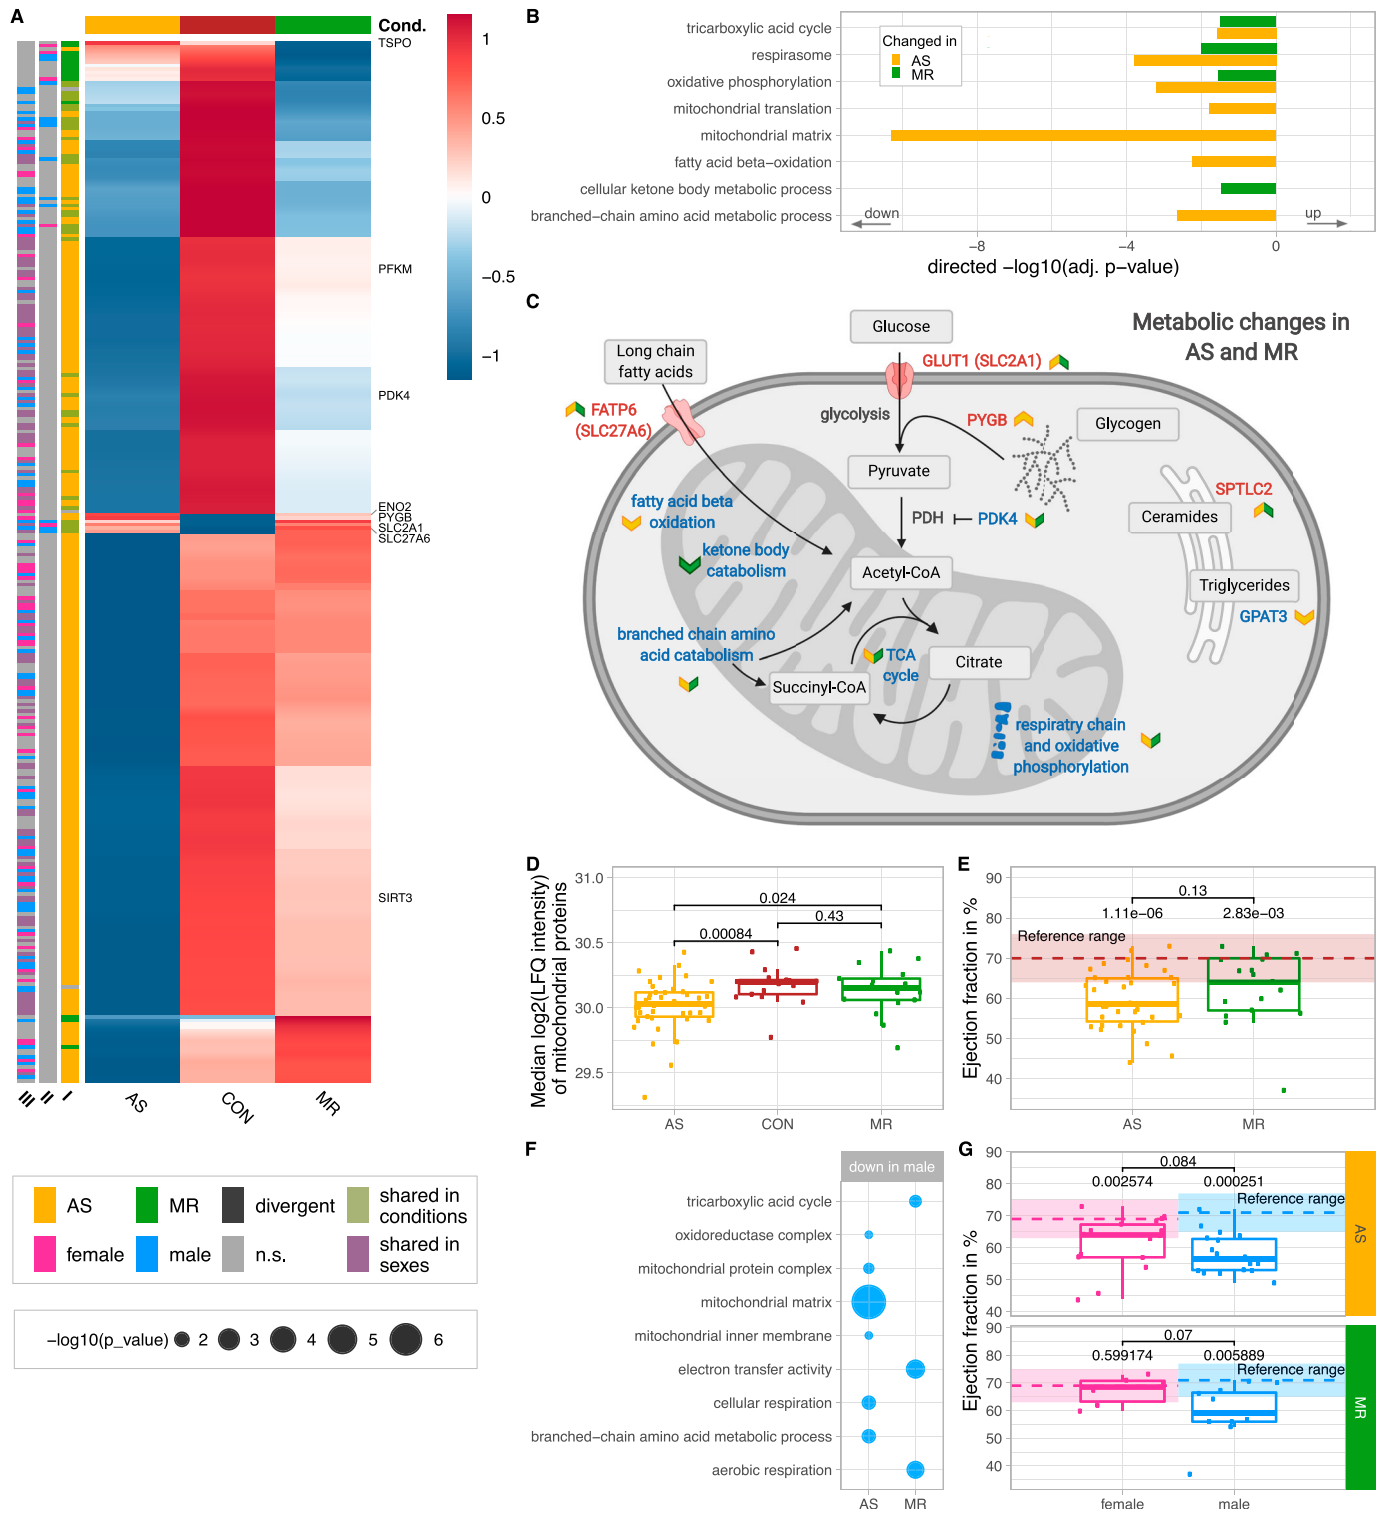 A
Cond.
TSPO
PFKM
PDK4
ENO2
PYGB
SLC2A1
SLC27A6
SIRT3
1
0.5
0
−0.5
−1
III
II
I
AS
CON
MR
AS
MR
divergent
shared in
conditions
female
male
n.s.
shared in
sexes
−log10(p_value)
2
3
4
5
6
B
tricarboxylic acid cycle
respirasome
oxidative phosphorylation
mitochondrial translation
mitochondrial matrix
fatty acid beta−oxidation
cellular ketone body metabolic process
branched−chain amino acid metabolic process
Changed in
AS
MR
down
up
−8
−4
0
directed −log10(adj. p−value)
C
Metabolic changes in
AS and MR
Glucose
Long chain
fatty acids
GLUT1 (SLC2A1)
FATP6
(SLC27A6)
glycolysis
PYGB
Glycogen
Pyruvate
SPTLC2
fatty acid beta
oxidation
PDH
PDK4
Ceramides
ketone body
catabolism
Acetyl-CoA
Triglycerides
GPAT3
branched chain amino
acid catabolism
TCA
cycle
Citrate
Succinyl-CoA
respiratry chain
and oxidative
phosphorylation
D
Median log2(LFQ intensity)
of mitochondrial proteins
31.0
30.5
30.0
29.5
0.024
0.43
0.00084
AS
CON
MR
E
Ejection fraction in %
90
80
70
60
50
40
0.13
1.11e−06
2.83e−03
Reference range
AS
MR
F
down in male
tricarboxylic acid cycle
oxidoreductase complex
mitochondrial protein complex
mitochondrial matrix
mitochondrial inner membrane
electron transfer activity
cellular respiration
branched−chain amino acid metabolic process
aerobic respiration
AS
MR
G
Ejection fraction in %
90
80
70
60
50
40
0.084
0.002574
0.000251
Reference range
AS
90
80
70
60
50
40
0.07
0.599174
0.005889
Reference range
MR
female
male